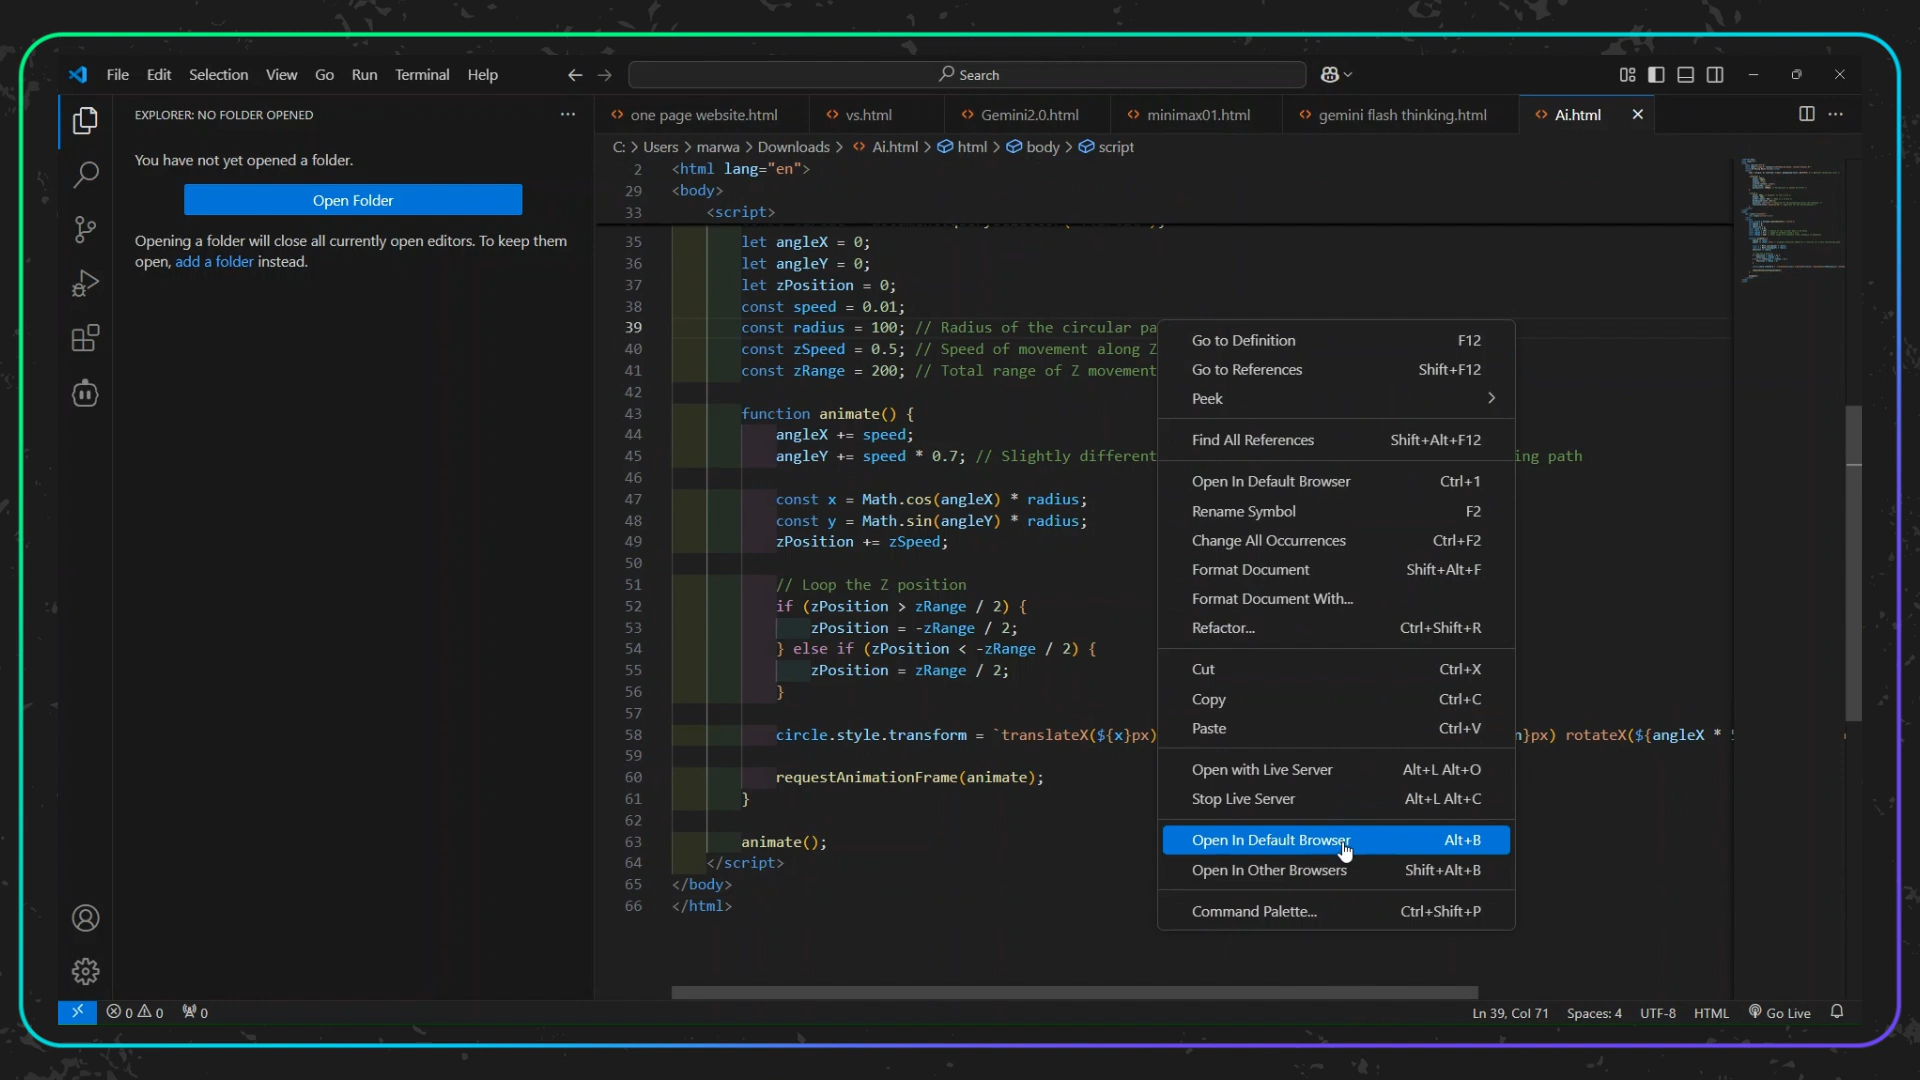 File Edit Selection View Go Run Terminal Help
Search
EXPLORER: NO FOLDER OPENED
You have not yet opened a folder.
Open Folder
Opening a folder will close all currently open editors. To keep them
open, add a folder instead.
one page website.html vs.html Gemini2.0.html minimax01.html gemini flash thinking.html Ai.html
C: > Users > marwa > Downloads > Ai.html > html > body > script
2 <html lang="en">
29 <body>
33 <script>
35 let angleX = 0;
36 let angleY = 0;
37 let zPosition = 0;
38 const speed = 0.01;
39 const radius = 100; // Radius of the circular pa
40 const zSpeed = 0.5; // Speed of movement along Z
41 const zRange = 200; // Total range of Z movement
42
43 function animate() {
44 angleX += speed;
45 angleY += speed * 0.7; // Slightly different ing path
46
47 const x = Math.cos(angleX) * radius;
48 const y = Math.sin(angleY) * radius;
49 zPosition += zSpeed;
50
51 // Loop the Z position
52 if (zPosition > zRange / 2) {
53 zPosition = -zRange / 2;
54 } else if (zPosition < -zRange / 2) {
55 zPosition = zRange / 2;
56 }
57
58 circle.style.transform = `translateX(${x}px) n}px) rotateX(${angleX *
59
60 requestAnimationFrame(animate);
61 }
62
63 animate();
64 </script>
65 </body>
66 </html>
Go to Definition F12
Go to References Shift+F12
Peek
Find All References Shift+Alt+F12
Open In Default Browser Ctrl+1
Rename Symbol F2
Change All Occurrences Ctrl+F2
Format Document Shift+Alt+F
Format Document With...
Refactor... Ctrl+Shift+R
Cut Ctrl+X
Copy Ctrl+C
Paste Ctrl+V
Open with Live Server Alt+L Alt+O
Stop Live Server Alt+L Alt+C
Open In Default Browser Alt+B
Open In Other Browsers Shift+Alt+B
Command Palette... Ctrl+Shift+P
0 0 0
Ln 39, Col 71 Spaces: 4 UTF-8 HTML Go Live